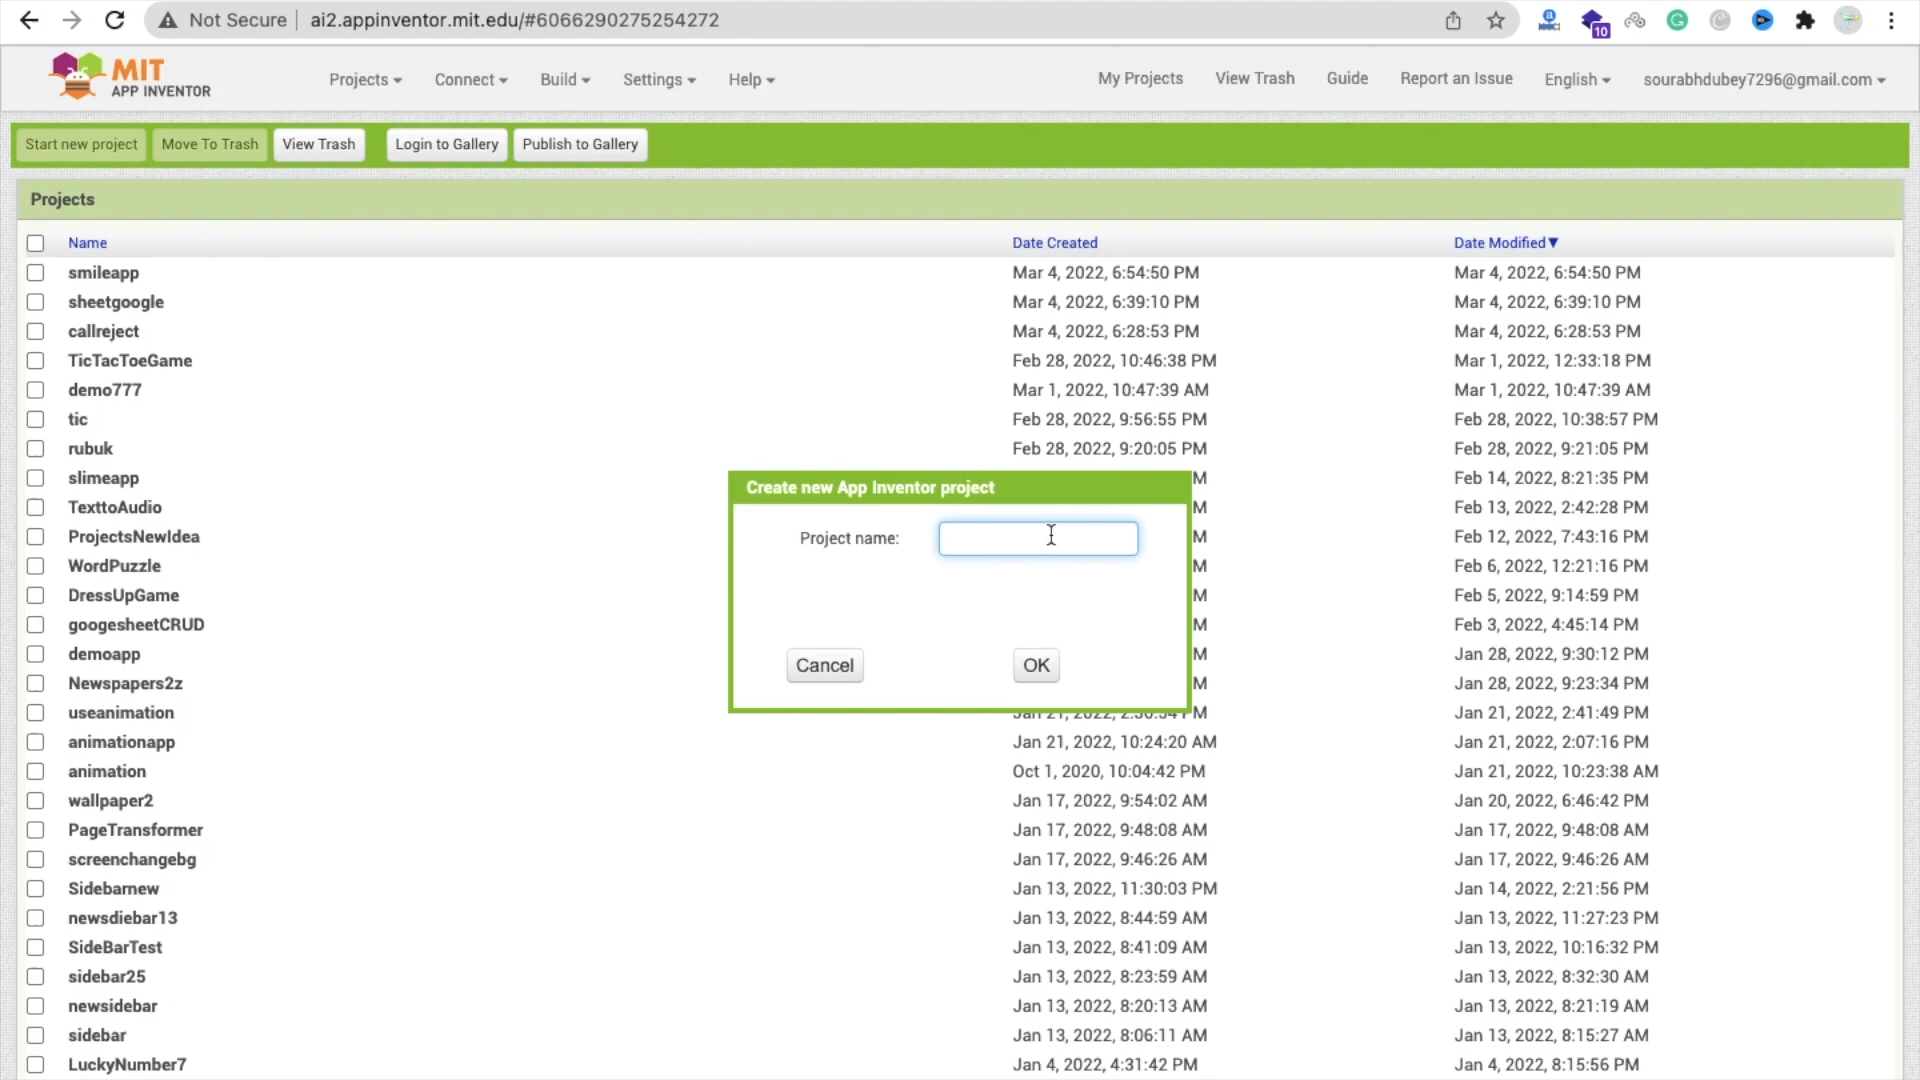 Not Secure ai2.appinventor.mit.edu/#6066290275254272 10
MIT APP INVENTOR Projects Connect Build Settings Help My Projects View Trash Guide Report an Issue English sourabhdubey7296@gmail.com
Start new project Move To Trash View Trash Login to Gallery Publish to Gallery
Projects
Name Date Created Date Modified
smileapp Mar 4, 2022, 6:54:50 PM Mar 4, 2022, 6:54:50 PM
sheetgoogle Mar 4, 2022, 6:39:10 PM Mar 4, 2022, 6:39:10 PM
callreject Mar 4, 2022, 6:28:53 PM Mar 4, 2022, 6:28:53 PM
TicTacToeGame Feb 28, 2022, 10:46:38 PM Mar 1, 2022, 12:33:18 PM
demo777 Mar 1, 2022, 10:47:39 AM Mar 1, 2022, 10:47:39 AM
tic Feb 28, 2022, 9:56:55 PM Feb 28, 2022, 10:38:57 PM
rubuk Feb 28, 2022, 9:20:05 PM Feb 28, 2022, 9:21:05 PM
slimeapp M Feb 14, 2022, 8:21:35 PM
Create new App Inventor project
TexttoAudio M Feb 13, 2022, 2:42:28 PM
ProjectsNewIdea Project name: M Feb 12, 2022, 7:43:16 PM
WordPuzzle M Feb 6, 2022, 12:21:16 PM
DressUpGame M Feb 5, 2022, 9:14:59 PM
googesheetCRUD M Feb 3, 2022, 4:45:14 PM
demoapp M Jan 28, 2022, 9:30:12 PM
Cancel OK
Newspapers2z M Jan 28, 2022, 9:23:34 PM
useanimation M Jan 21, 2022, 2:41:49 PM
animationapp Jan 21, 2022, 10:24:20 AM Jan 21, 2022, 2:07:16 PM
animation Oct 1, 2020, 10:04:42 PM Jan 21, 2022, 10:23:38 AM
wallpaper2 Jan 17, 2022, 9:54:02 AM Jan 20, 2022, 6:46:42 PM
PageTransformer Jan 17, 2022, 9:48:08 AM Jan 17, 2022, 9:48:08 AM
screenchangebg Jan 17, 2022, 9:46:26 AM Jan 17, 2022, 9:46:26 AM
Sidebarnew Jan 13, 2022, 11:30:03 PM Jan 14, 2022, 2:21:56 PM
newsdiebar13 Jan 13, 2022, 8:44:59 AM Jan 13, 2022, 11:27:23 PM
SideBarTest Jan 13, 2022, 8:41:09 AM Jan 13, 2022, 10:16:32 PM
sidebar25 Jan 13, 2022, 8:23:59 AM Jan 13, 2022, 8:32:30 AM
newsidebar Jan 13, 2022, 8:20:13 AM Jan 13, 2022, 8:21:19 AM
sidebar Jan 13, 2022, 8:06:11 AM Jan 13, 2022, 8:15:27 AM
LuckyNumber7 Jan 4, 2022, 4:31:42 PM Jan 4, 2022, 8:15:56 PM